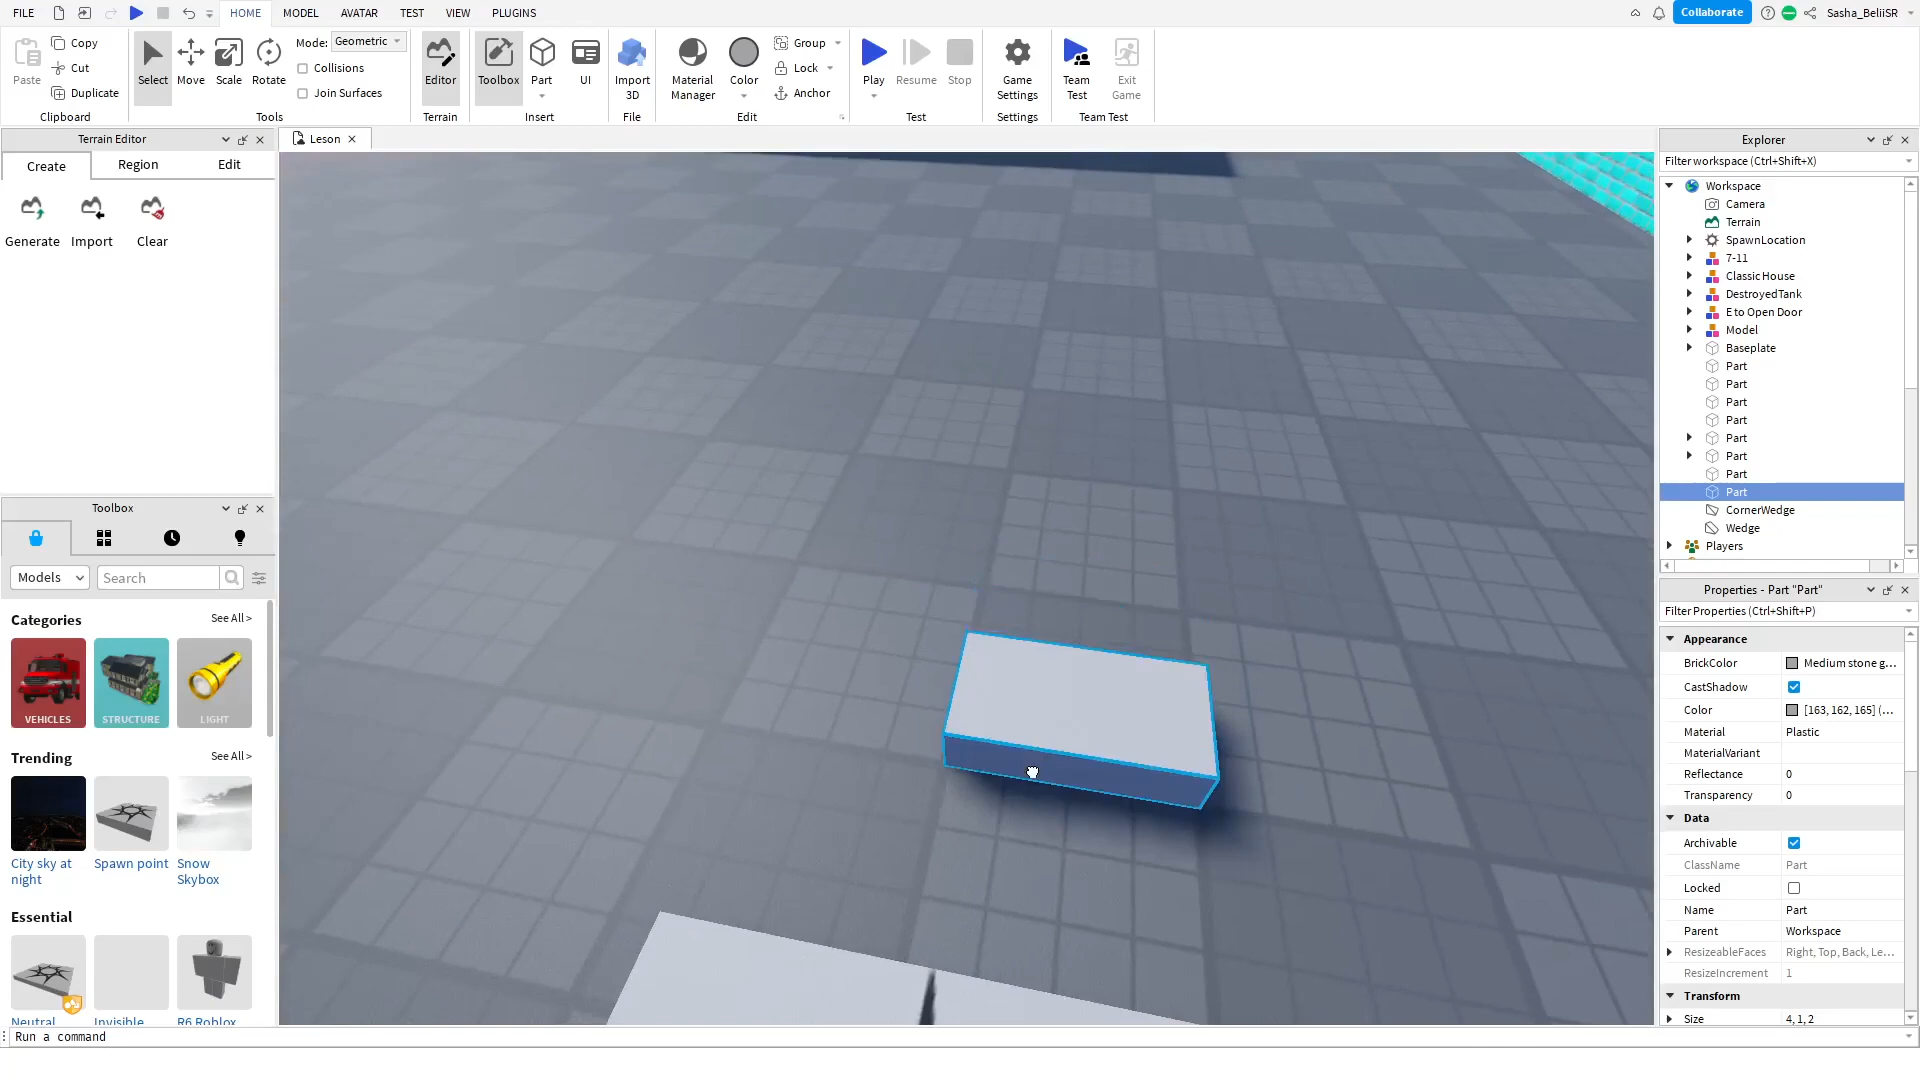 FILE HOME MODEL AVATAR TEST VIEW PLUGINS Collaborate Sasha_BeliiSR
Paste Copy Cut Duplicate Clipboard
Select Move Scale Rotate Mode: Geometric Collisions Join Surfaces Tools
Editor Terrain
Toolbox Part UI Insert
Import 3D File
Material Manager Color Group Lock Anchor Edit
Play Resume Stop Test
Game Settings Settings
Team Test Exit Game Team Test
Terrain Editor
Create Region Edit
Generate Import Clear
Toolbox
Models Search
Categories See All >
VEHICLES STRUCTURE LIGHT
Trending See All >
City sky at night Spawn point Snow Skybox
Essential
Neutral Invisible R6 Roblox
Leson
Explorer
Filter workspace (Ctrl+Shift+X)
Workspace
Camera
Terrain
SpawnLocation
7-11
Classic House
DestroyedTank
E to Open Door
Model
Baseplate
Part
Part
Part
Part
Part
Part
Part
Part
CornerWedge
Wedge
Players
Properties - Part "Part"
Filter Properties (Ctrl+Shift+P)
Appearance
BrickColor Medium stone g...
CastShadow
Color [163, 162, 165] (...
Material Plastic
MaterialVariant
Reflectance 0
Transparency 0
Data
Archivable
ClassName Part
Locked
Name Part
Parent Workspace
ResizeableFaces Right, Top, Back, Le...
ResizeIncrement 1
Transform
Size 4, 1, 2
Run a command